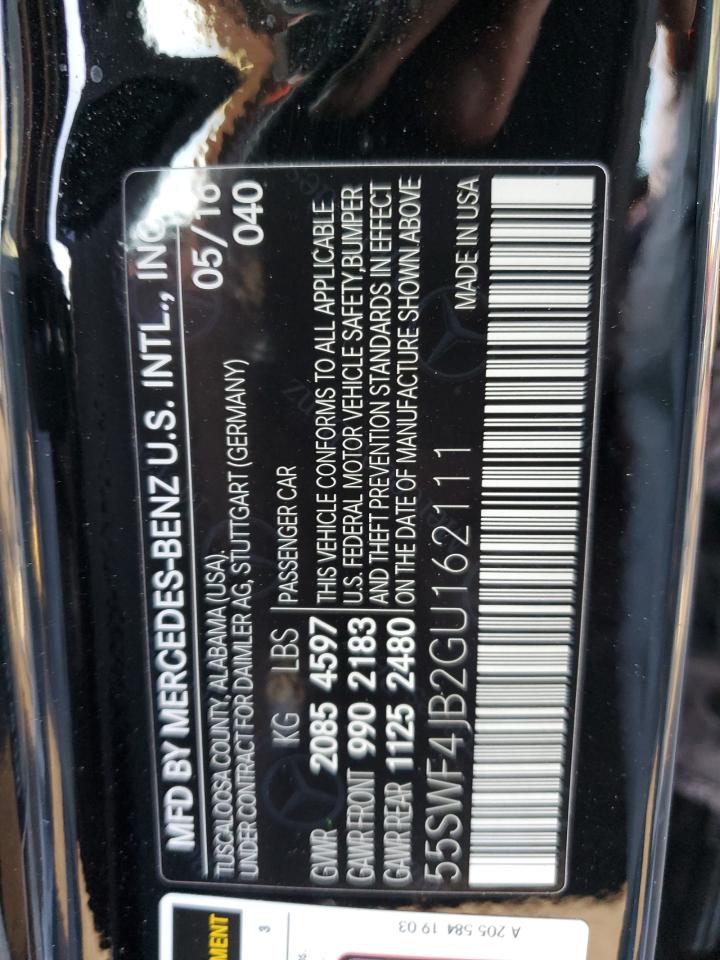 MFD BY MERCEDES-BENZ U.S. INTL., INC
TUSCALOOSA COUNTY, ALABAMA (USA) 05/16
UNDER CONTRACT FOR DAIMLER AG, STUTTGART (GERMANY) 040
KG LBS PASSENGER CAR
GVWR 2085 4597 THIS VEHICLE CONFORMS TO ALL APPLICABLE
GAWR FRONT 990 2183 U.S. FEDERAL MOTOR VEHICLE SAFETY,BUMPER
AND THEFT PREVENTION STANDARDS IN EFFECT
GAWR REAR 1125 2480 ON THE DATE OF MANUFACTURE SHOWN ABOVE
55SWF4JB2GU162111 MADE IN USA
MENT
3
A 205 584 19 03